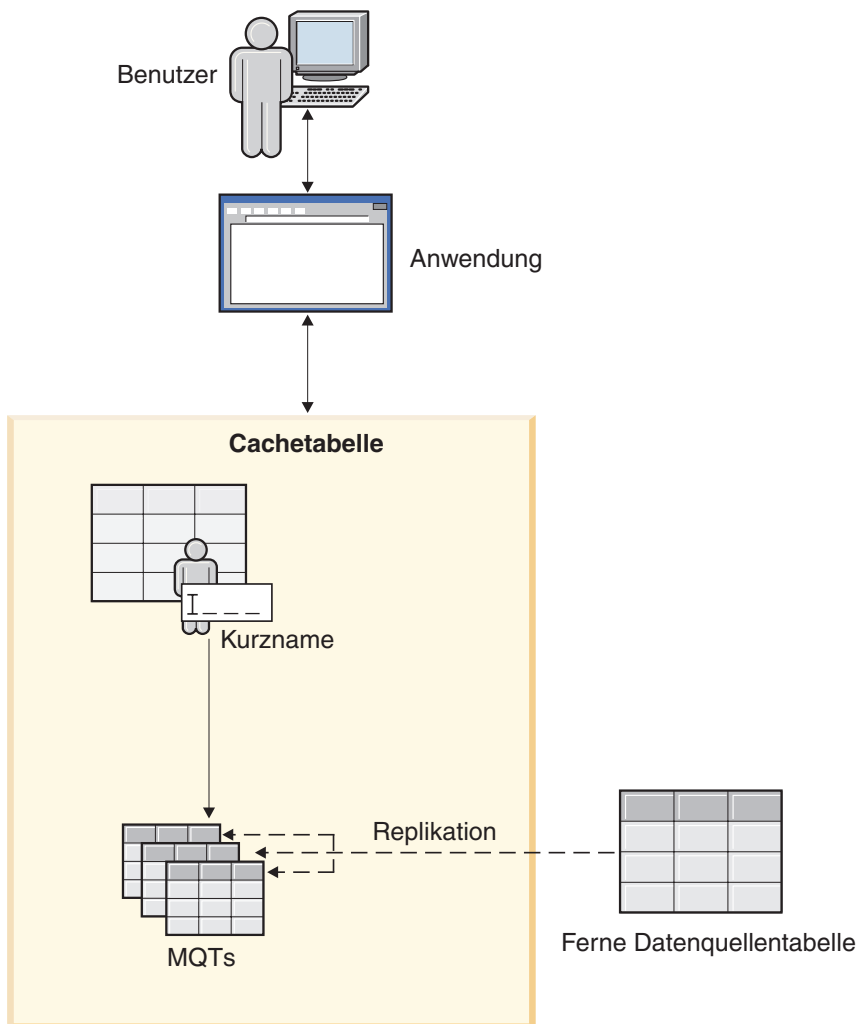 Benutzer
Anwendung
Cachetabelle
Kurzname
Replikation
MQTs
Ferne Datenquellentabelle